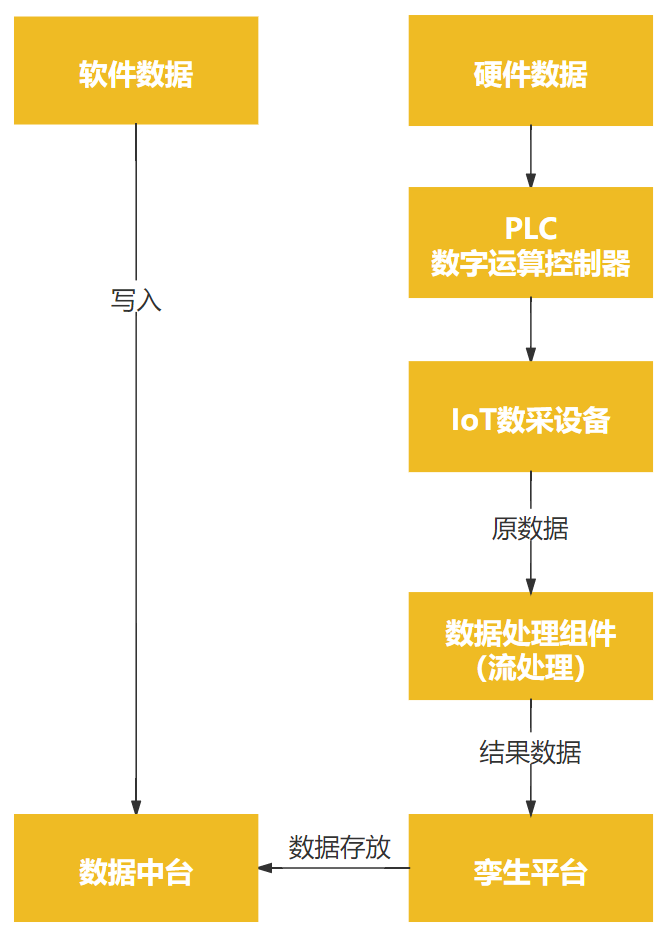 软件数据
硬件数据
PLC
数字运算控制器
写入
IoT数采设备
原数据
数据处理组件
（流处理）
结果数据
数据中台
数据存放
孪生平台